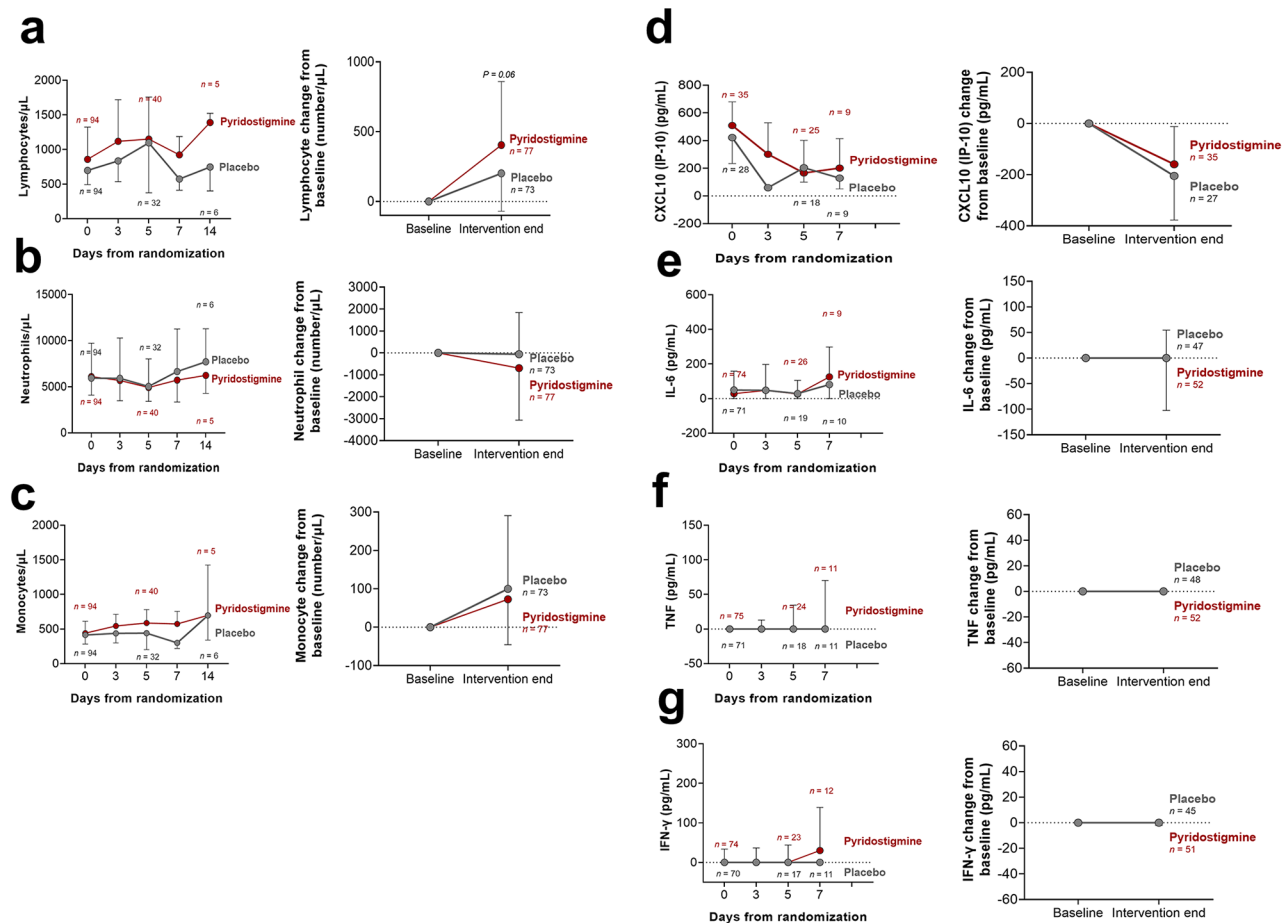 a
Lymphocytes/µL
2000
1500
1000
500
0
n = 94
n = 40
n = 5
Pyridostigmine
Placebo
n = 94
n = 32
n = 6
0 3 5 7 14
Days from randomization
Lymphocyte change from
baseline (number/µL)
1000
500
0
P = 0.06
Pyridostigmine
n = 77
Placebo
n = 73
Baseline Intervention end
b
Neutrophils/µL
15000
10000
5000
0
n = 94
n = 32
n = 6
Placebo
Pyridostigmine
n = 94
n = 40
n = 5
0 3 5 7 14
Days from randomization
Neutrophil change from
baseline (number/µL)
3000
2000
1000
0
-1000
-2000
-3000
-4000
Placebo
n = 73
Pyridostigmine
n = 77
Baseline Intervention end
c
Monocytes/µL
2000
1500
1000
500
0
n = 94
n = 40
n = 5
Pyridostigmine
Placebo
n = 94
n = 32
n = 6
0 3 5 7 14
Days from randomization
Monocyte change from
baseline (number/µL)
300
200
100
0
-100
Placebo
n = 73
Pyridostigmine
n = 77
Baseline Intervention end
d
CXCL10 (IP-10) (pg/mL)
800
600
400
200
0
-200
n = 35
n = 25
n = 9
Pyridostigmine
Placebo
n = 28
n = 18
n = 9
0 3 5 7
Days from randomization
CXCL10 (IP-10) change
from baseline (pg/mL)
200
0
-200
-400
Pyridostigmine
n = 35
Placebo
n = 27
Baseline Intervention end
e
IL-6 (pg/mL)
600
400
200
0
-200
n = 74
n = 26
n = 9
Pyridostigmine
Placebo
n = 71
n = 19
n = 10
0 3 5 7
Days from randomization
IL-6 change from
baseline (pg/mL)
150
100
50
0
-50
-100
-150
Placebo
n = 47
Pyridostigmine
n = 52
Baseline Intervention end
f
TNF (pg/mL)
150
100
50
0
-50
n = 75
n = 24
n = 11
Pyridostigmine
Placebo
n = 71
n = 18
n = 11
0 3 5 7
Days from randomization
TNF change from
baseline (pg/mL)
60
40
20
0
-20
-40
-60
Placebo
n = 48
Pyridostigmine
n = 52
Baseline Intervention end
g
IFN-γ (pg/mL)
300
200
100
0
-100
n = 74
n = 23
n = 12
Pyridostigmine
Placebo
n = 70
n = 17
n = 11
0 3 5 7
Days from randomization
IFN-γ change from
baseline (pg/mL)
60
40
20
0
-20
-40
-60
Placebo
n = 45
Pyridostigmine
n = 51
Baseline Intervention end